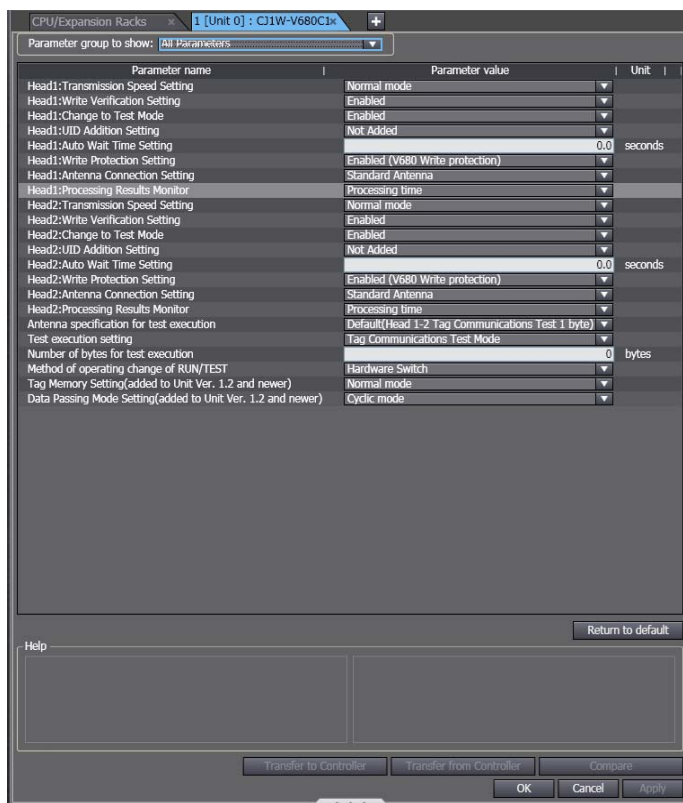 CPU/Expansion Racks × 1 [Unit 0] : CJ1W-V680C1× +
Parameter group to show: All Parameters
Parameter name | Parameter value | Unit |
Head1:Transmission Speed Setting Normal mode
Head1:Write Verification Setting Enabled
Head1:Change to Test Mode Enabled
Head1:UID Addition Setting Not Added
Head1:Auto Wait Time Setting 0.0 seconds
Head1:Write Protection Setting Enabled (V680 Write protection)
Head1:Antenna Connection Setting Standard Antenna
Head1:Processing Results Monitor Processing time
Head2:Transmission Speed Setting Normal mode
Head2:Write Verification Setting Enabled
Head2:Change to Test Mode Enabled
Head2:UID Addition Setting Not Added
Head2:Auto Wait Time Setting 0.0 seconds
Head2:Write Protection Setting Enabled (V680 Write protection)
Head2:Antenna Connection Setting Standard Antenna
Head2:Processing Results Monitor Processing time
Antenna specification for test execution Default(Head 1-2 Tag Communications Test 1 byte)
Test execution setting Tag Communications Test Mode
Number of bytes for test execution 0 bytes
Method of operating change of RUN/TEST Hardware Switch
Tag Memory Setting(added to Unit Ver. 1.2 and newer) Normal mode
Data Passing Mode Setting(added to Unit Ver. 1.2 and newer) Cyclic mode
Return to default
Help
Transfer to Controller Transfer from Controller Compare
OK Cancel Apply